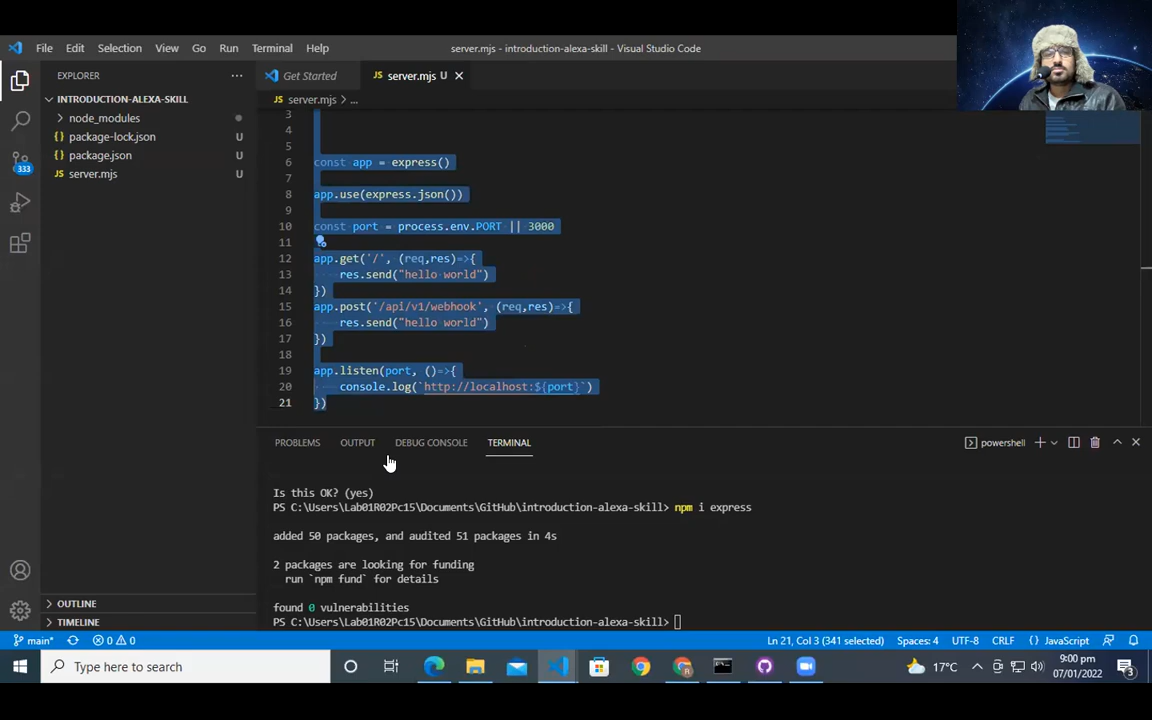 File Edit Selection View Go Run Terminal Help
server.mjs - introduction-alexa-skill - Visual Studio Code
EXPLORER
INTRODUCTION-ALEXA-SKILL
node_modules
package-lock.json U
package.json U
server.mjs U
333
OUTLINE
TIMELINE
Get Started
JS server.mjs U
JS server.mjs > ...
3
4
5
6 const app = express()
7
8 app.use(express.json())
9
10 const port = process.env.PORT || 3000
11
12 app.get('/', (req,res)=>{
13 res.send("hello world")
14 })
15 app.post('/api/v1/webhook', (req,res)=>{
16 res.send("hello world")
17 })
18
19 app.listen(port, ()=>{
20 console.log(`http://localhost:${port}`)
21 })
PROBLEMS OUTPUT DEBUG CONSOLE TERMINAL
powershell
Is this OK? (yes)
PS C:\Users\Lab01R02Pc15\Documents\GitHub\introduction-alexa-skill> npm i express
added 50 packages, and audited 51 packages in 4s
2 packages are looking for funding
run `npm fund` for details
found 0 vulnerabilities
PS C:\Users\Lab01R02Pc15\Documents\GitHub\introduction-alexa-skill>
main* 0 0
Ln 21, Col 3 (341 selected) Spaces: 4 UTF-8 CRLF JavaScript
Type here to search
17°C
9:00 pm
07/01/2022
3